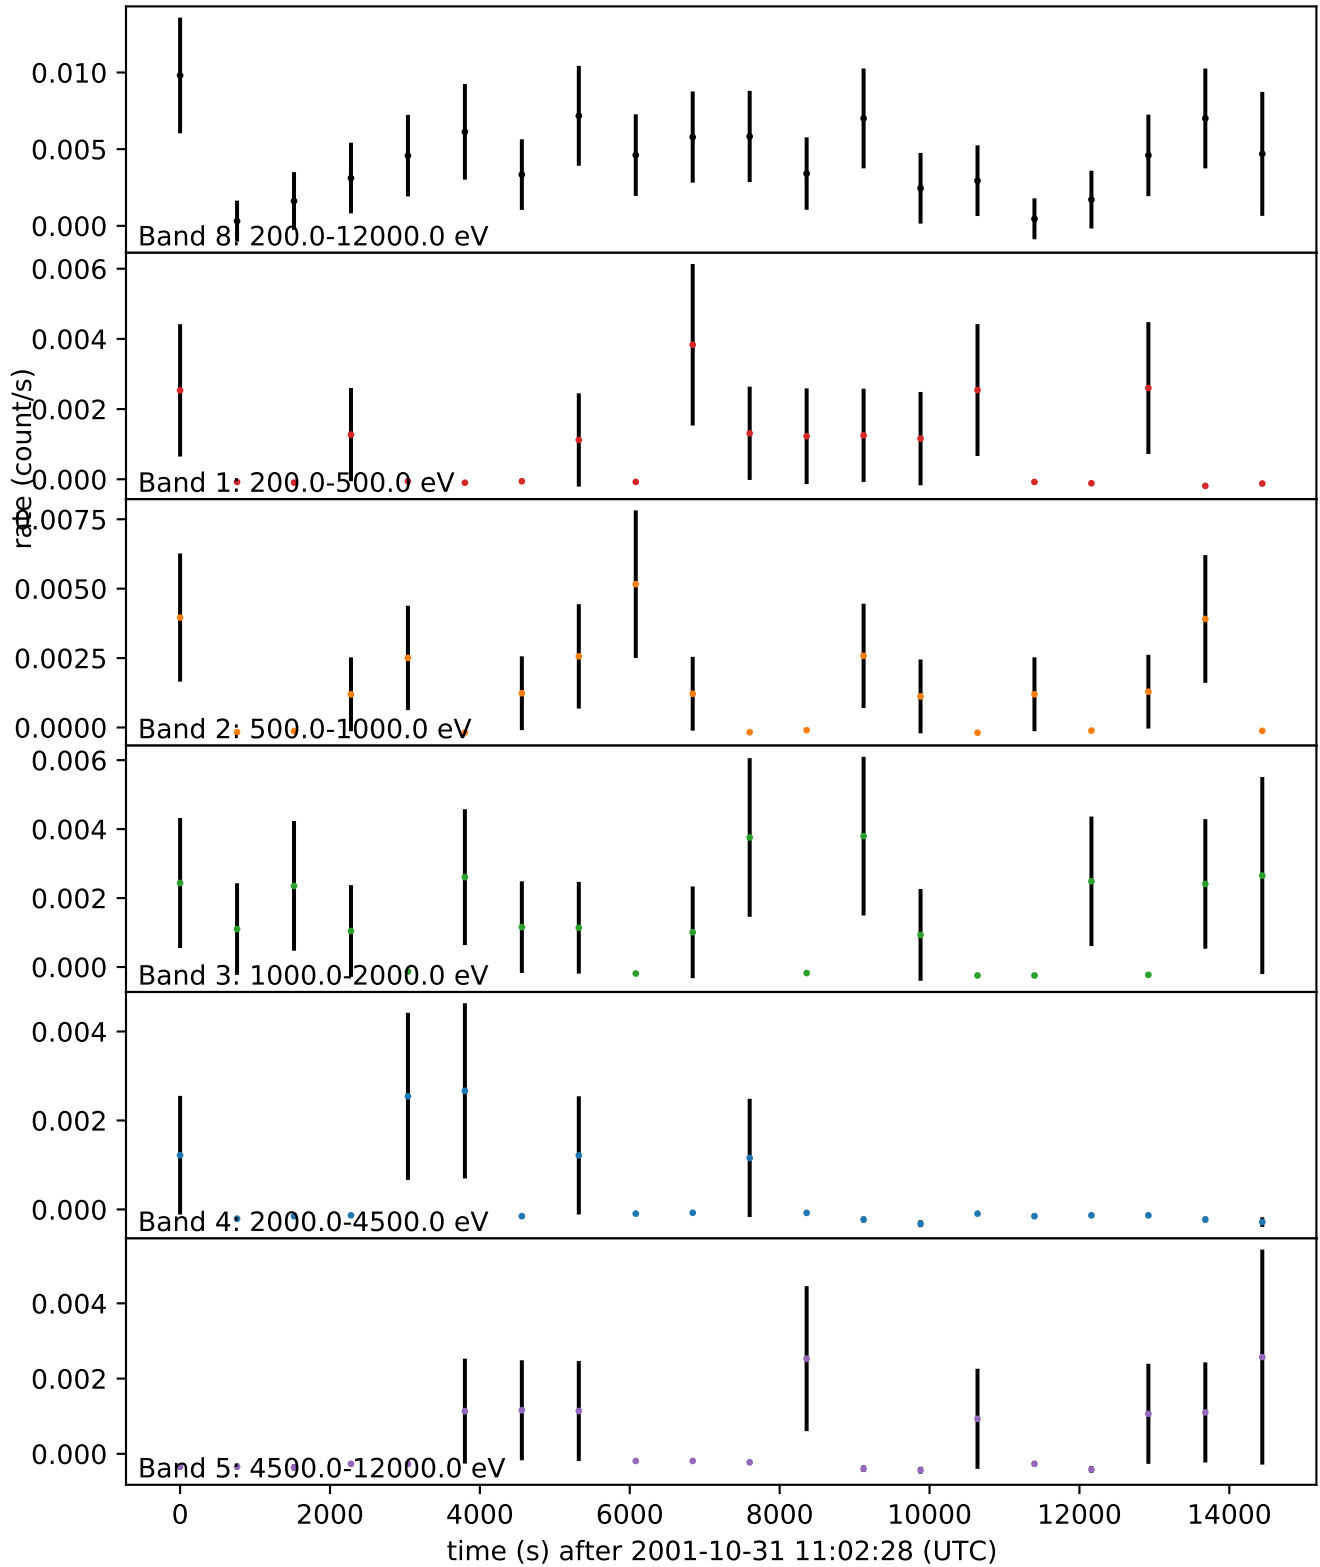 0.010
0.005
0.000
Band 8: 200.0-12000.0 eV
0.006
0.004
0.002
0.000
Band 1: 200.0-500.0 eV
rate (count/s)
0.0075
0.0050
0.0025
0.0000
Band 2: 500.0-1000.0 eV
0.006
0.004
0.002
0.000
Band 3: 1000.0-2000.0 eV
0.004
0.002
0.000
Band 4: 2000.0-4500.0 eV
0.004
0.002
0.000
Band 5: 4500.0-12000.0 eV
0 2000 4000 6000 8000 10000 12000 14000
time (s) after 2001-10-31 11:02:28 (UTC)